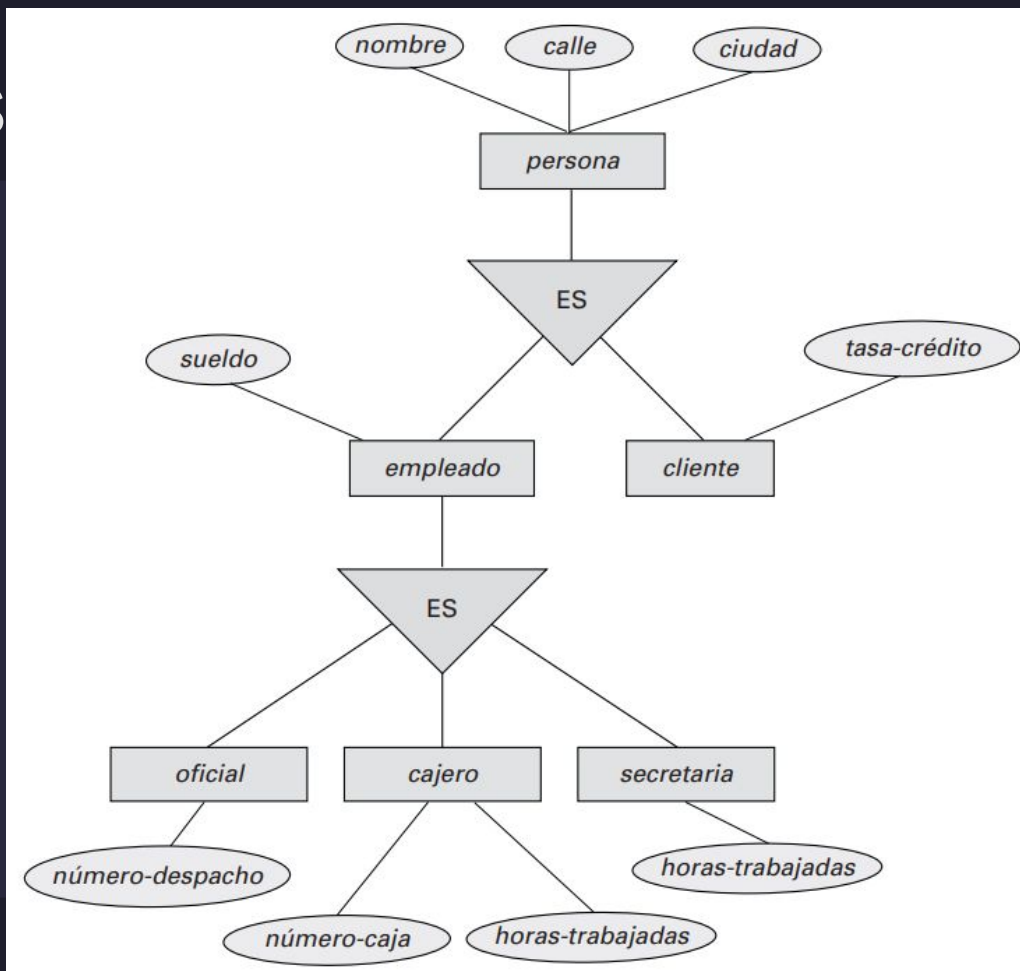 S
nombre
calle
ciudad
persona
ES
sueldo
tasa-crédito
empleado
cliente
ES
oficial
cajero
secretaria
número-despacho
horas-trabajadas
número-caja
horas-trabajadas